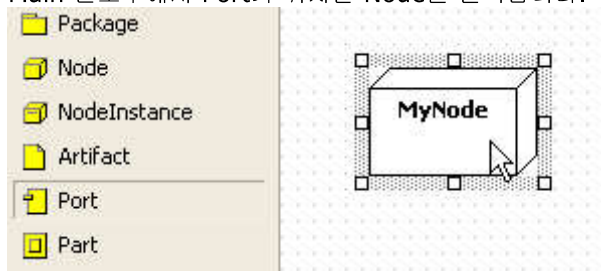 Package
Node
NodeInstance
Artifact
Port
Part
MyNode